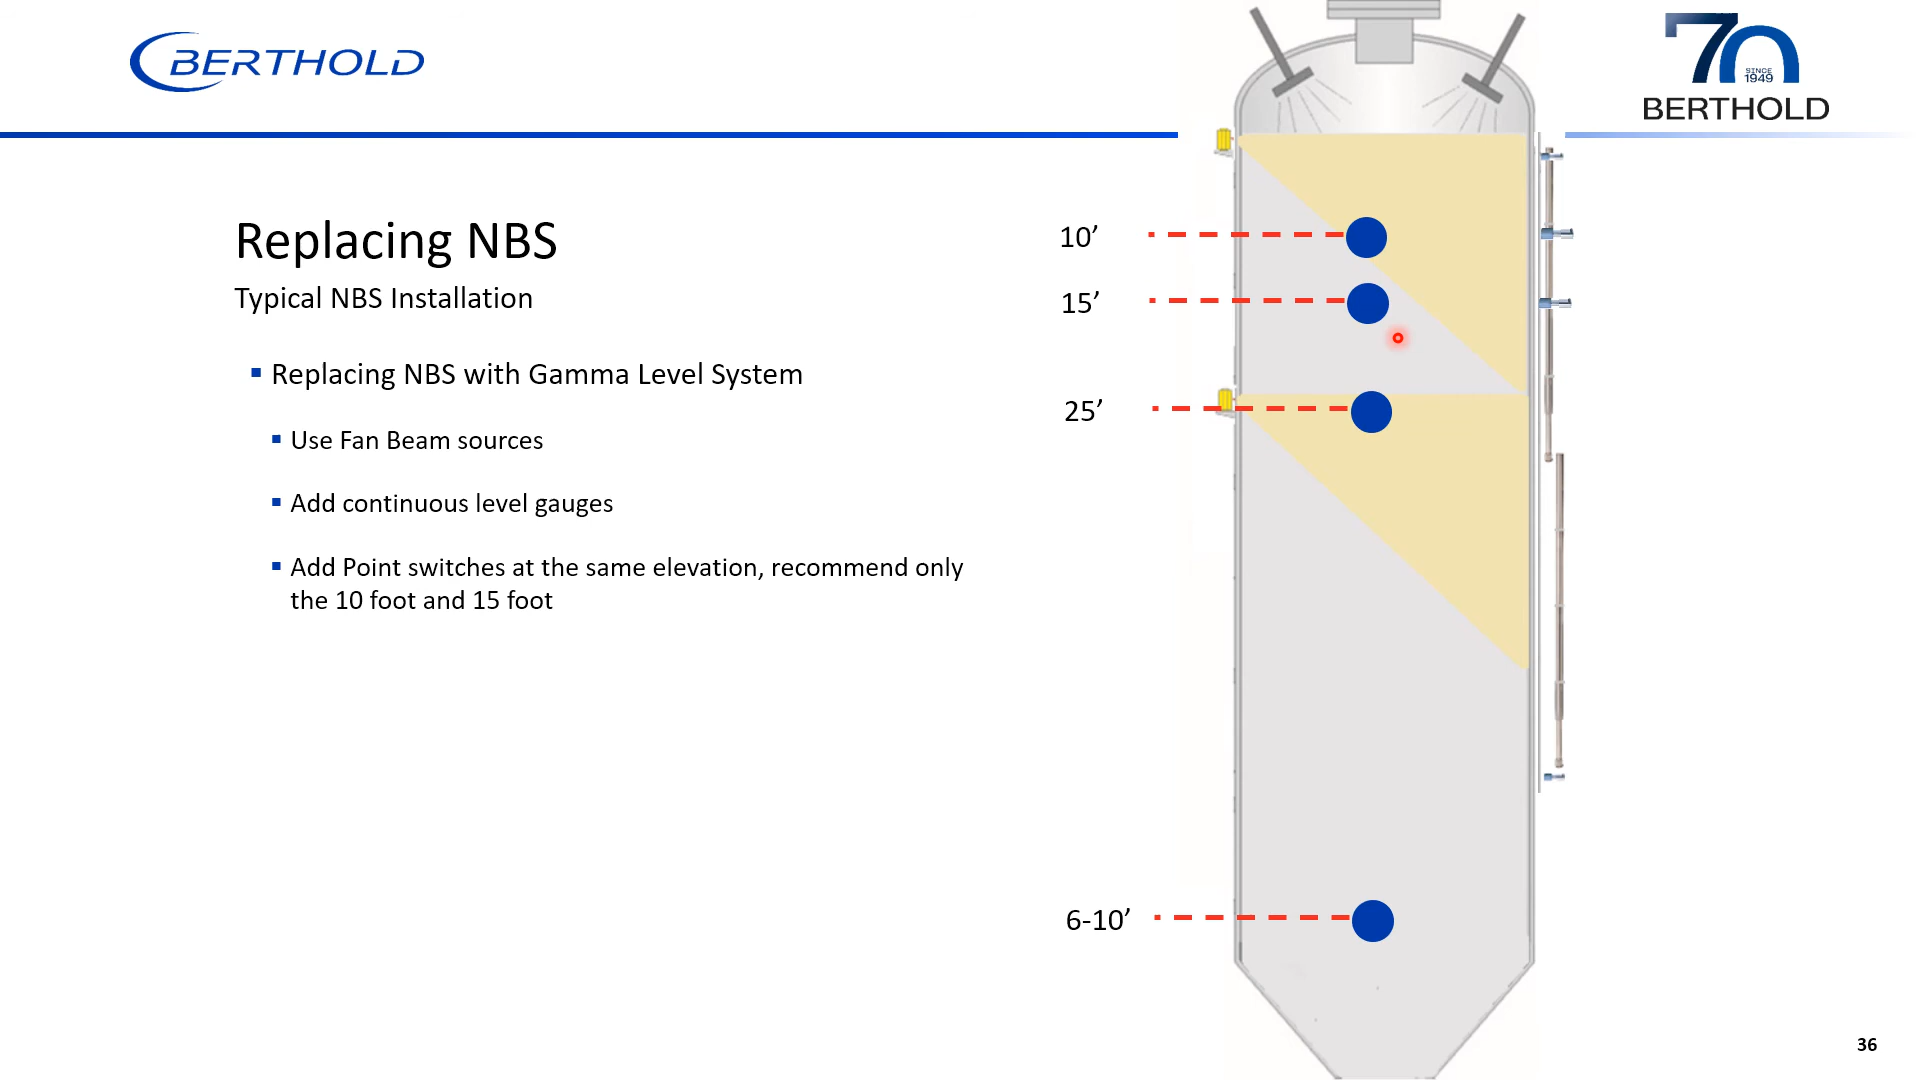 BERTHOLD
70
SINCE
1949
BERTHOLD
Replacing NBS
Typical NBS Installation
Replacing NBS with Gamma Level System
Use Fan Beam sources
Add continuous level gauges
Add Point switches at the same elevation, recommend only
the 10 foot and 15 foot
10’
15’
25’
6-10’
36